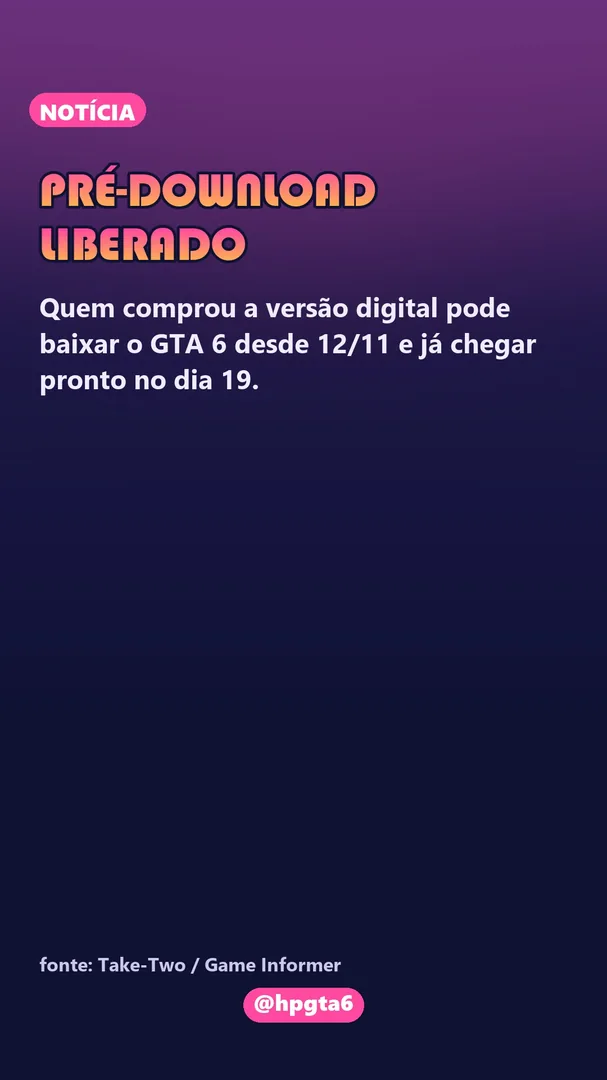 NOTÍCIA
PRÉ-DOWNLOAD
LIBERADO
Quem comprou a versão digital pode
baixar o GTA 6 desde 12/11 e já chegar
pronto no dia 19.
fonte: Take-Two / Game Informer
@hpgta6